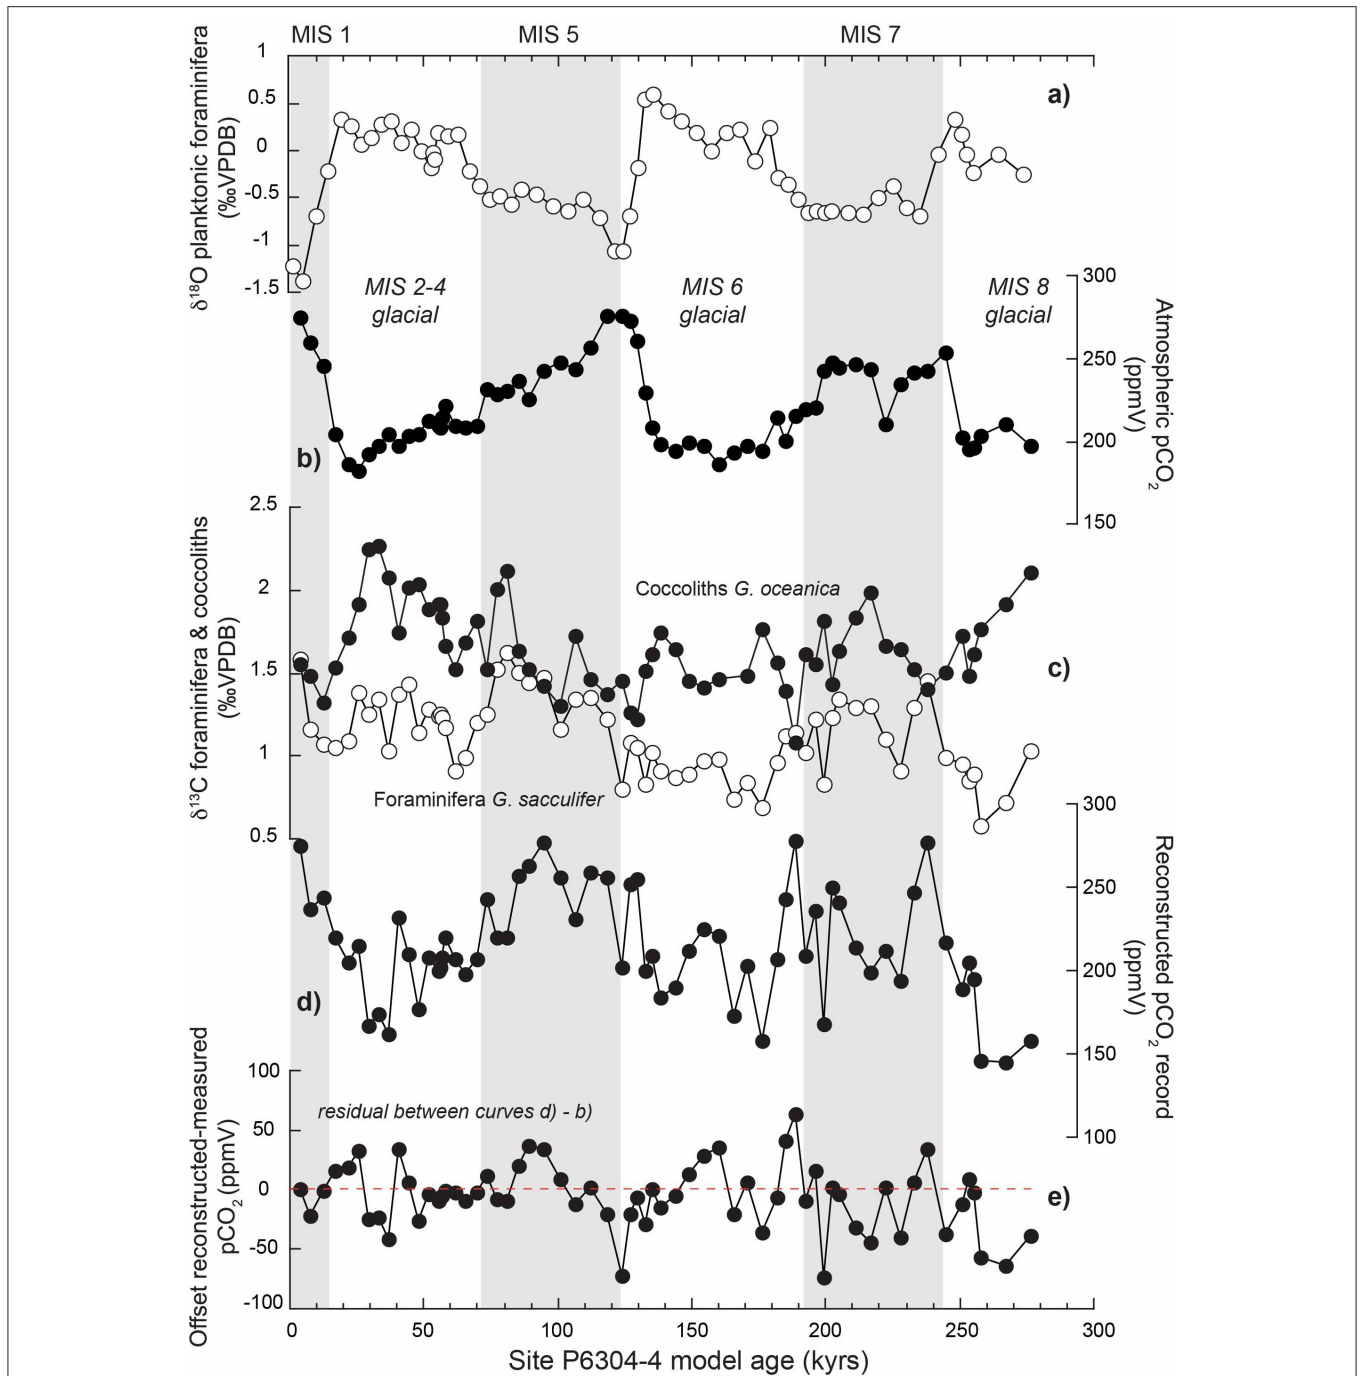 MIS 1
MIS 5
MIS 7
δ¹⁸O planktonic foraminifera
(‰VPDB)
1
0.5
0
-0.5
-1
-1.5
a)
MIS 2-4
glacial
MIS 6
glacial
MIS 8
glacial
300
250
200
150
Atmospheric pCO₂
(ppmV)
b)
δ¹³C foraminifera & coccoliths
(‰VPDB)
2.5
2
1.5
1
0.5
Coccoliths G. oceanica
c)
Foraminifera G. sacculifer
300
250
200
150
100
Reconstructed pCO₂ record
(ppmV)
d)
Offset reconstructed-measured
pCO₂ (ppmV)
100
50
0
-50
-100
residual between curves d) - b)
e)
0
50
100
150
200
250
300
Site P6304-4 model age (kyrs)